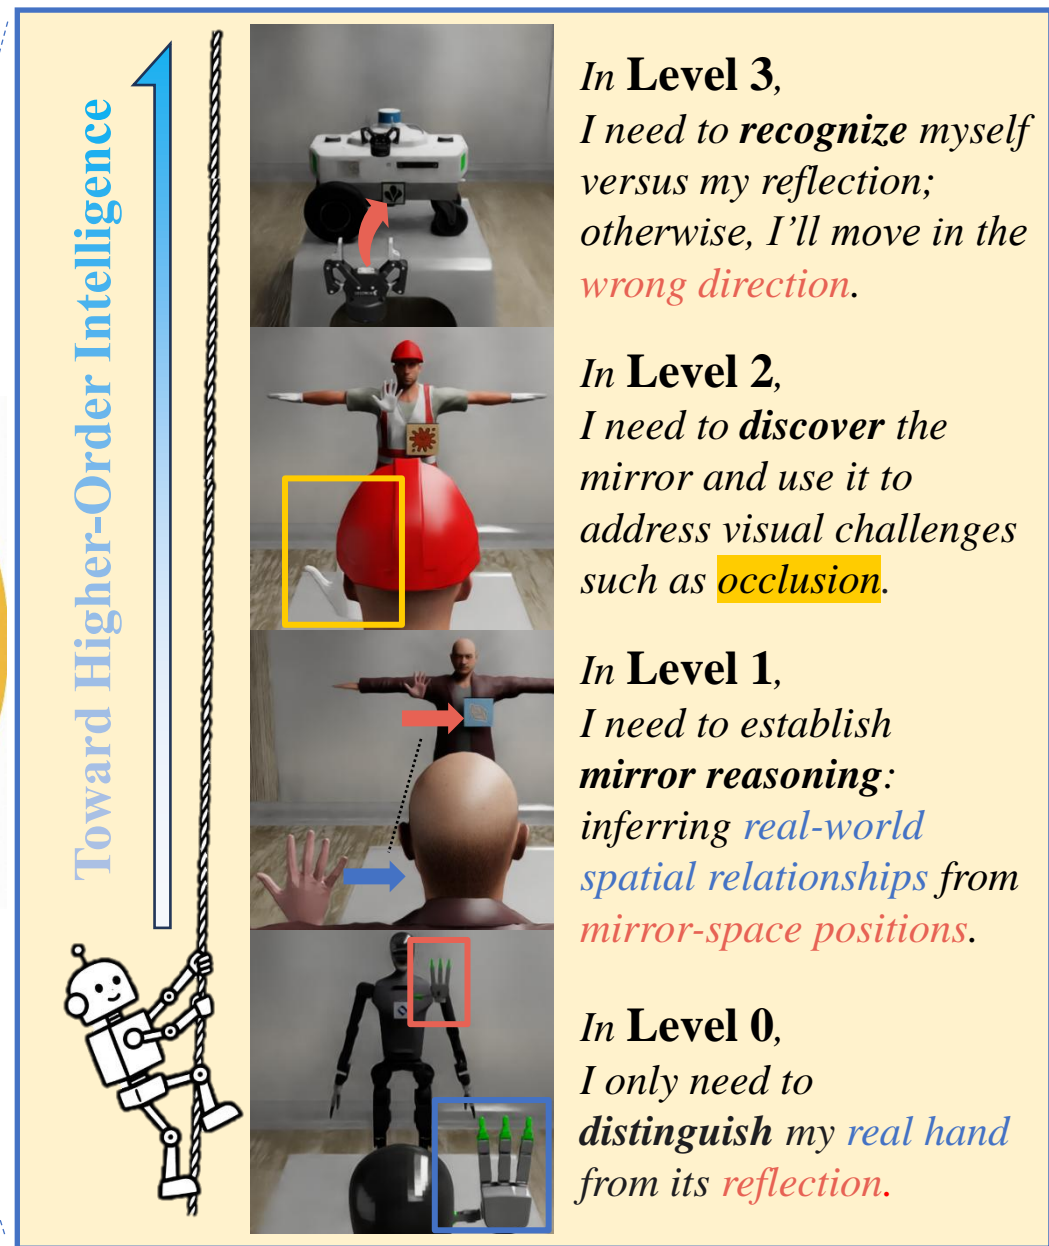 Toward Higher-Order Intelligence
In Level 3,
I need to recognize myself
versus my reflection;
otherwise, I’ll move in the
wrong direction.
In Level 2,
I need to discover the
mirror and use it to
address visual challenges
such as occlusion.
In Level 1,
I need to establish
mirror reasoning:
inferring real-world
spatial relationships from
mirror-space positions.
In Level 0,
I only need to
distinguish my real hand
from its reflection.